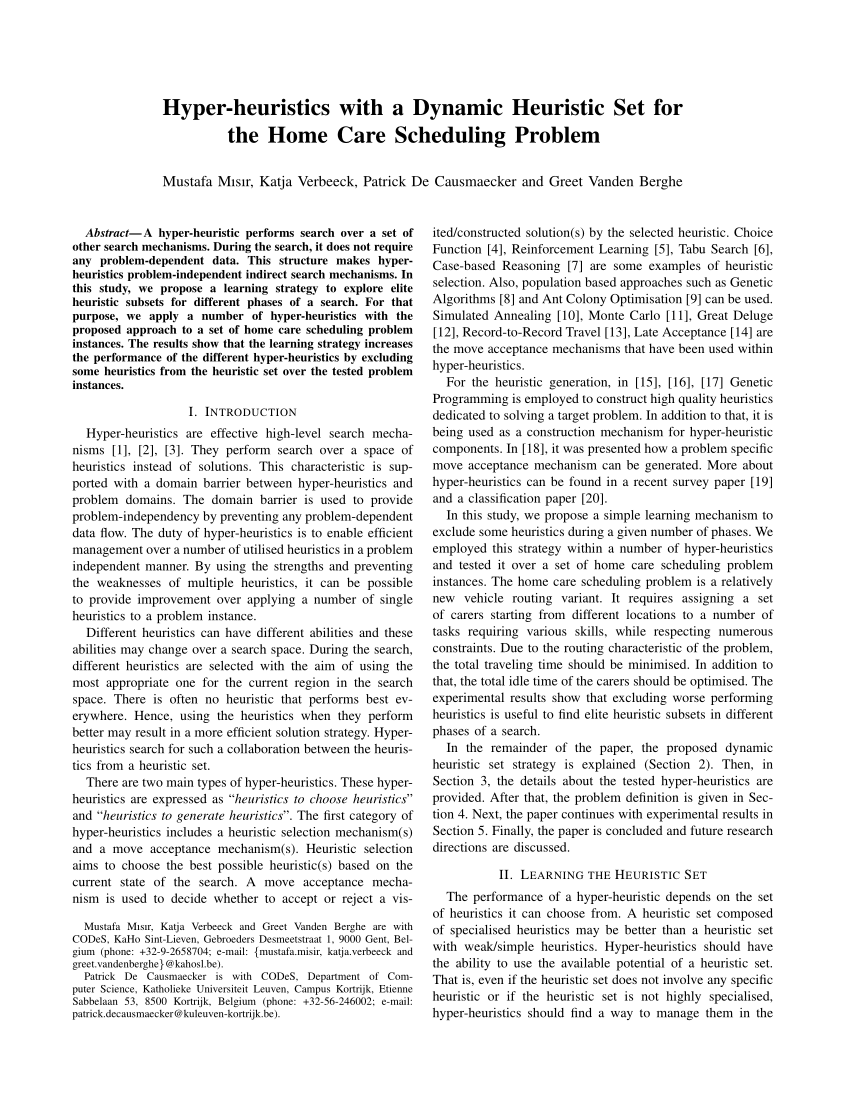 Hyper-heuristics with a Dynamic Heuristic Set for
the Home Care Scheduling Problem
Mustafa Mısır, Katja Verbeeck, Patrick De Causmaecker and Greet Vanden Berghe
Abstract— A hyper-heuristic performs search over a set of
other search mechanisms. During the search, it does not require
any problem-dependent data. This structure makes hyper-
heuristics problem-independent indirect search mechanisms. In
this study, we propose a learning strategy to explore elite
heuristic subsets for different phases of a search. For that
purpose, we apply a number of hyper-heuristics with the
proposed approach to a set of home care scheduling problem
instances. The results show that the learning strategy increases
the performance of the different hyper-heuristics by excluding
some heuristics from the heuristic set over the tested problem
instances.
I. INTRODUCTION
Hyper-heuristics are effective high-level search mecha-
nisms [1], [2], [3]. They perform search over a space of
heuristics instead of solutions. This characteristic is sup-
ported with a domain barrier between hyper-heuristics and
problem domains. The domain barrier is used to provide
problem-independency by preventing any problem-dependent
data flow. The duty of hyper-heuristics is to enable efficient
management over a number of utilised heuristics in a problem
independent manner. By using the strengths and preventing
the weaknesses of multiple heuristics, it can be possible
to provide improvement over applying a number of single
heuristics to a problem instance.
Different heuristics can have different abilities and these
abilities may change over a search space. During the search,
different heuristics are selected with the aim of using the
most appropriate one for the current region in the search
space. There is often no heuristic that performs best ev-
erywhere. Hence, using the heuristics when they perform
better may result in a more efficient solution strategy. Hyper-
heuristics search for such a collaboration between the heuris-
tics from a heuristic set.
There are two main types of hyper-heuristics. These hyper-
heuristics are expressed as “heuristics to choose heuristics”
and “heuristics to generate heuristics”. The first category of
hyper-heuristics includes a heuristic selection mechanism(s)
and a move acceptance mechanism(s). Heuristic selection
aims to choose the best possible heuristic(s) based on the
current state of the search. A move acceptance mecha-
nism is used to decide whether to accept or reject a vis-
Mustafa Mısır, Katja Verbeeck and Greet Vanden Berghe are with
CODeS, KaHo Sint-Lieven, Gebroeders Desmeetstraat 1, 9000 Gent, Bel-
gium (phone: +32-9-2658704; e-mail: {mustafa.misir, katja.verbeeck and
greet.vandenberghe}@kahosl.be).
Patrick De Causmaecker is with CODeS, Department of Com-
puter Science, Katholieke Universiteit Leuven, Campus Kortrijk, Etienne
Sabbelaan 53, 8500 Kortrijk, Belgium (phone: +32-56-246002; e-mail:
patrick.decausmaecker@kuleuven-kortrijk.be).
ited/constructed solution(s) by the selected heuristic. Choice
Function [4], Reinforcement Learning [5], Tabu Search [6],
Case-based Reasoning [7] are some examples of heuristic
selection. Also, population based approaches such as Genetic
Algorithms [8] and Ant Colony Optimisation [9] can be used.
Simulated Annealing [10], Monte Carlo [11], Great Deluge
[12], Record-to-Record Travel [13], Late Acceptance [14] are
the move acceptance mechanisms that have been used within
hyper-heuristics.
For the heuristic generation, in [15], [16], [17] Genetic
Programming is employed to construct high quality heuristics
dedicated to solving a target problem. In addition to that, it is
being used as a construction mechanism for hyper-heuristic
components. In [18], it was presented how a problem specific
move acceptance mechanism can be generated. More about
hyper-heuristics can be found in a recent survey paper [19]
and a classification paper [20].
In this study, we propose a simple learning mechanism to
exclude some heuristics during a given number of phases. We
employed this strategy within a number of hyper-heuristics
and tested it over a set of home care scheduling problem
instances. The home care scheduling problem is a relatively
new vehicle routing variant. It requires assigning a set
of carers starting from different locations to a number of
tasks requiring various skills, while respecting numerous
constraints. Due to the routing characteristic of the problem,
the total traveling time should be minimised. In addition to
that, the total idle time of the carers should be optimised. The
experimental results show that excluding worse performing
heuristics is useful to find elite heuristic subsets in different
phases of a search.
In the remainder of the paper, the proposed dynamic
heuristic set strategy is explained (Section 2). Then, in
Section 3, the details about the tested hyper-heuristics are
provided. After that, the problem definition is given in Sec-
tion 4. Next, the paper continues with experimental results in
Section 5. Finally, the paper is concluded and future research
directions are discussed.
II. LEARNING THE HEURISTIC SET
The performance of a hyper-heuristic depends on the set
of heuristics it can choose from. A heuristic set composed
of specialised heuristics may be better than a heuristic set
with weak/simple heuristics. Hyper-heuristics should have
the ability to use the available potential of a heuristic set.
That is, even if the heuristic set does not involve any specific
heuristic or if the heuristic set is not highly specialised,
hyper-heuristics should find a way to manage them in the